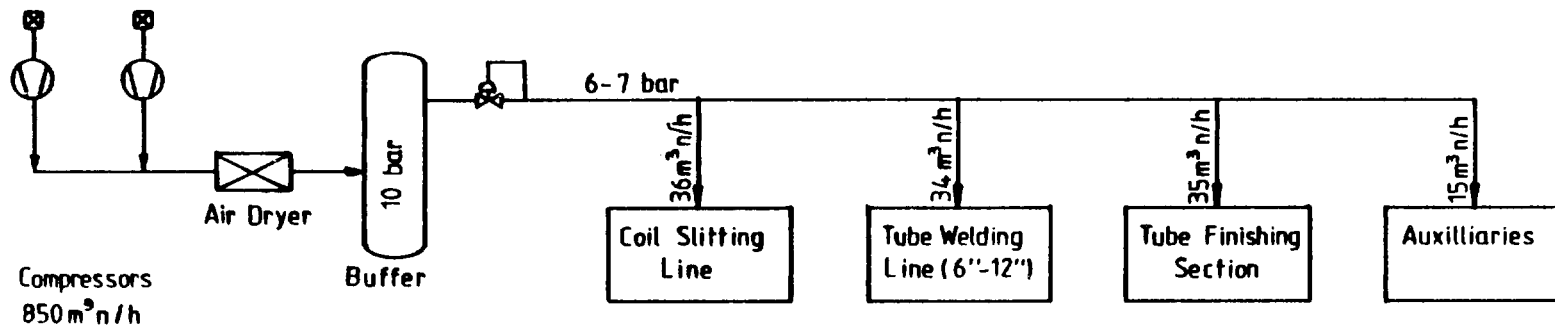 6-7 bar
36m³n/h
34m³n/h
35m³n/h
15m³n/h
10 bar
Air Dryer
Buffer
Coil Slitting
Line
Tube Welding
Line (6"-12")
Tube Finishing
Section
Auxilliaries
Compressors
850m³n/h